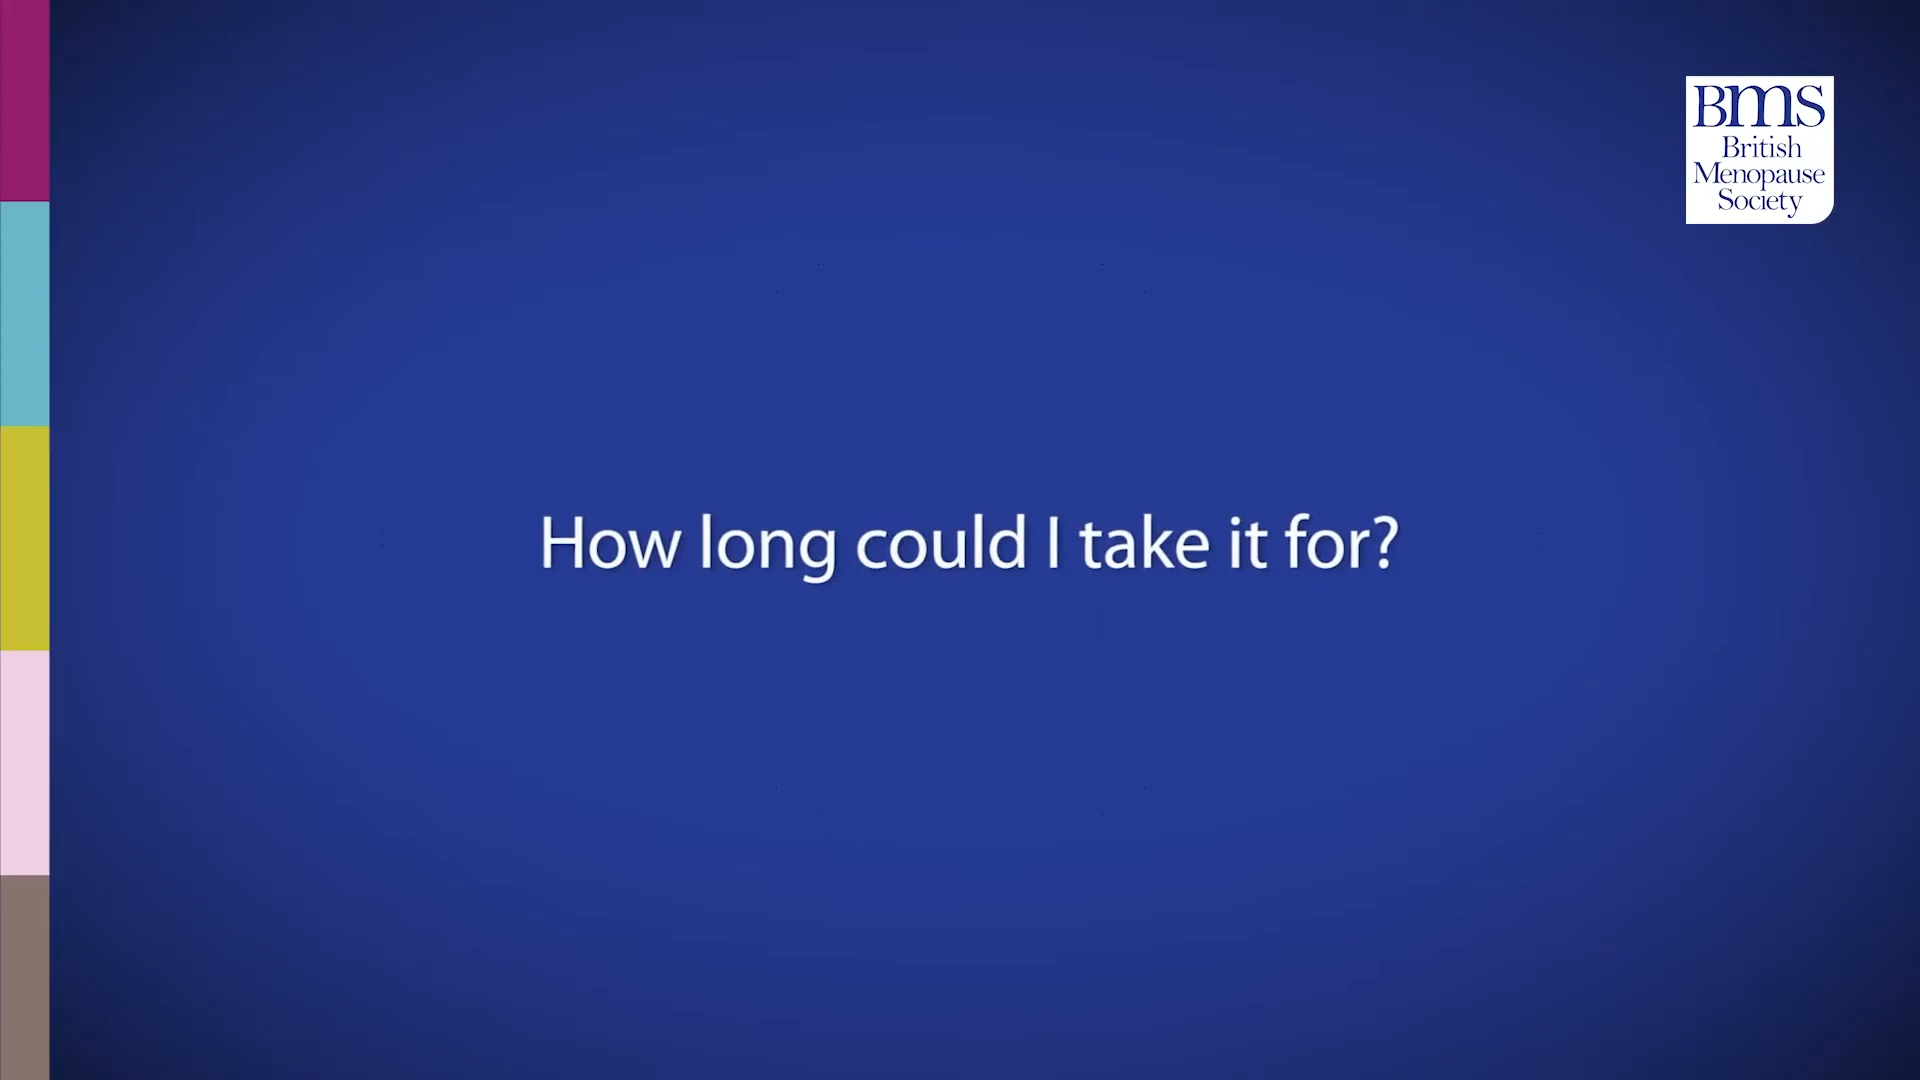 BMS
British
Menopause
Society
How long could I take it for?